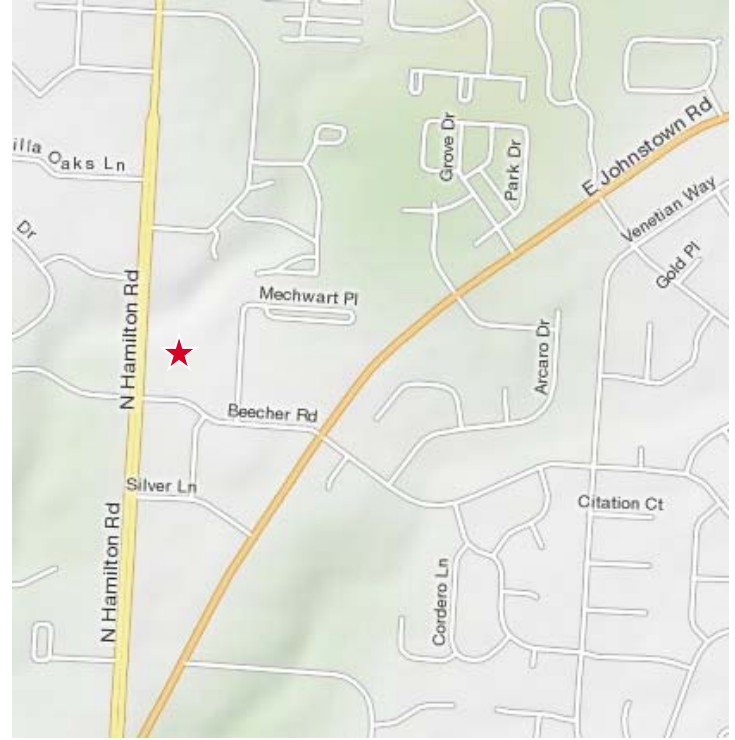 E Johnstown Rd
Grove Dr
Park Dr
illa Oaks Ln
Venetian Way
Dr
Gold Pl
N Hamilton Rd
Mechwart Pl
Arcaro Dr
Beecher Rd
Silver Ln
Citation Ct
N Hamilton Rd
Cordero Ln